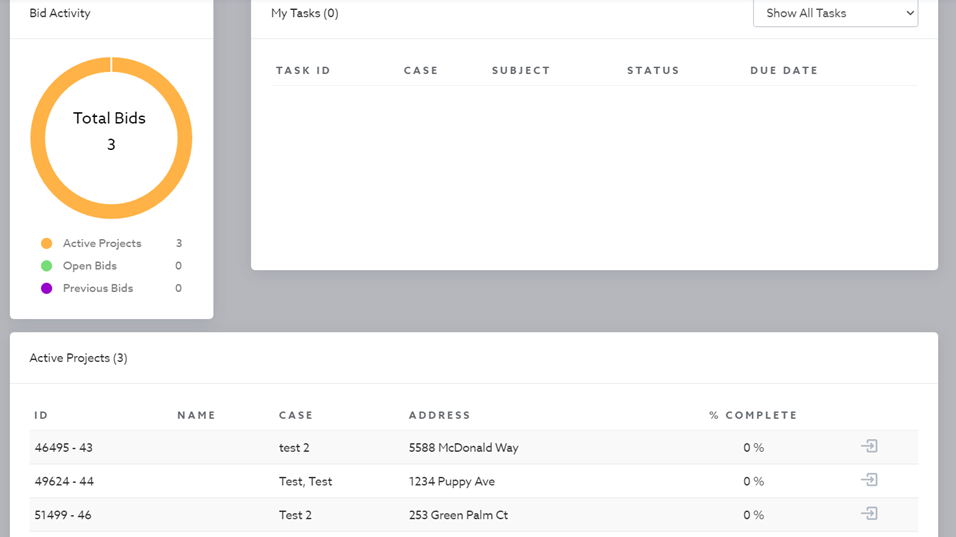 Bid Activity
Total Bids
3
Active Projects 3
Open Bids 0
Previous Bids 0
My Tasks (0)
Show All Tasks
TASK ID CASE SUBJECT STATUS DUE DATE
Active Projects (3)
ID NAME CASE ADDRESS % COMPLETE
46495 - 43 test 2 5588 McDonald Way 0 %
49624 - 44 Test, Test 1234 Puppy Ave 0 %
51499 - 46 Test 2 253 Green Palm Ct 0 %